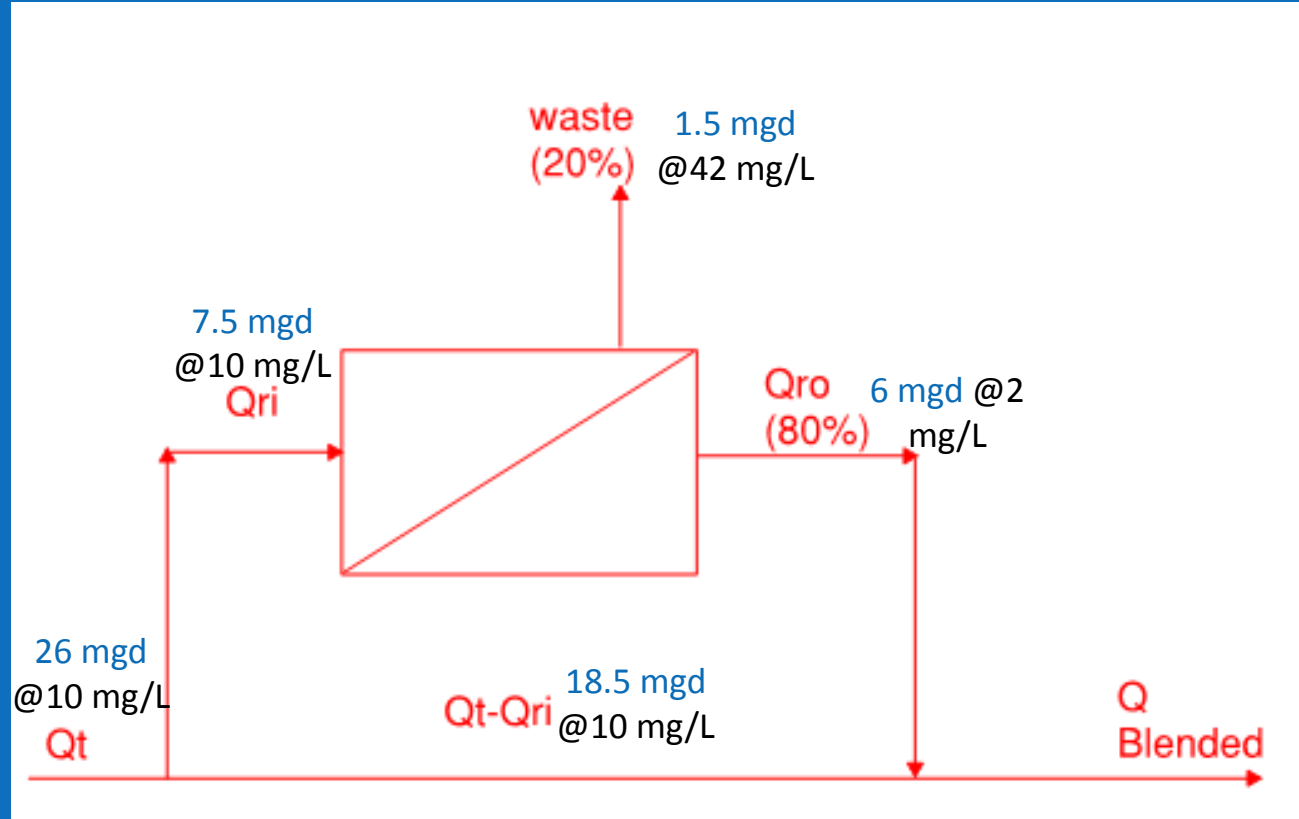 waste 1.5 mgd
(20%) @42 mg/L
7.5 mgd
@10 mg/L
Qri
Qro 6 mgd @2
(80%) mg/L
26 mgd
@10 mg/L
Qt
Qt-Qri 18.5 mgd
@10 mg/L
Q
Blended